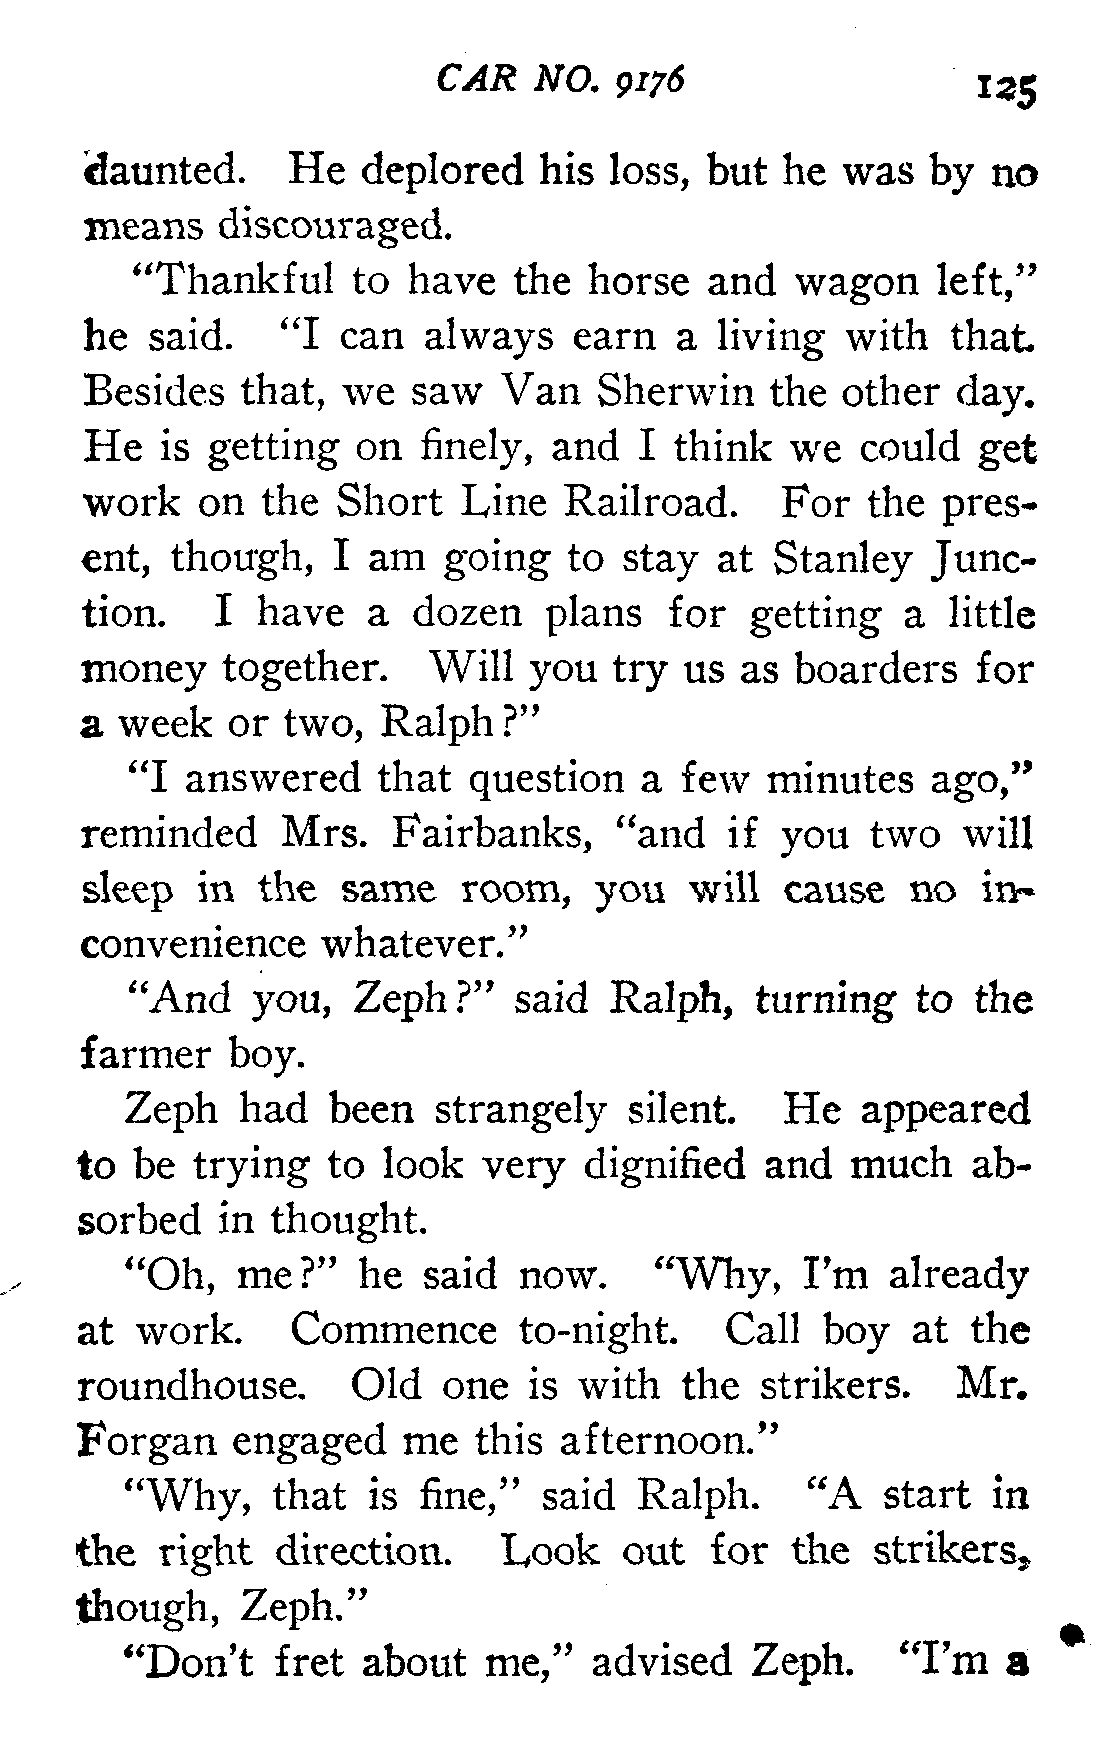 CAR NO. 9176 125
daunted. He deplored his loss, but he was by no
means discouraged.
"Thankful to have the horse and wagon left,"
he said. "I can always earn a living with that.
Besides that, we saw Van Sherwin the other day.
He is getting on finely, and I think we could get
work on the Short Line Railroad. For the pres-
ent, though, I am going to stay at Stanley Junc-
tion. I have a dozen plans for getting a little
money together. Will you try us as boarders for
a week or two, Ralph?"
"I answered that question a few minutes ago,"
reminded Mrs. Fairbanks, "and if you two will
sleep in the same room, you will cause no in-
convenience whatever."
"And you, Zeph?" said Ralph, turning to the
farmer boy.
Zeph had been strangely silent. He appeared
to be trying to look very dignified and much ab-
sorbed in thought.
"Oh, me?" he said now. "Why, I'm already
at work. Commence to-night. Call boy at the
roundhouse. Old one is with the strikers. Mr.
Forgan engaged me this afternoon."
"Why, that is fine," said Ralph. "A start in
the right direction. Look out for the strikers,
though, Zeph."
"Don't fret about me," advised Zeph. "I'm a